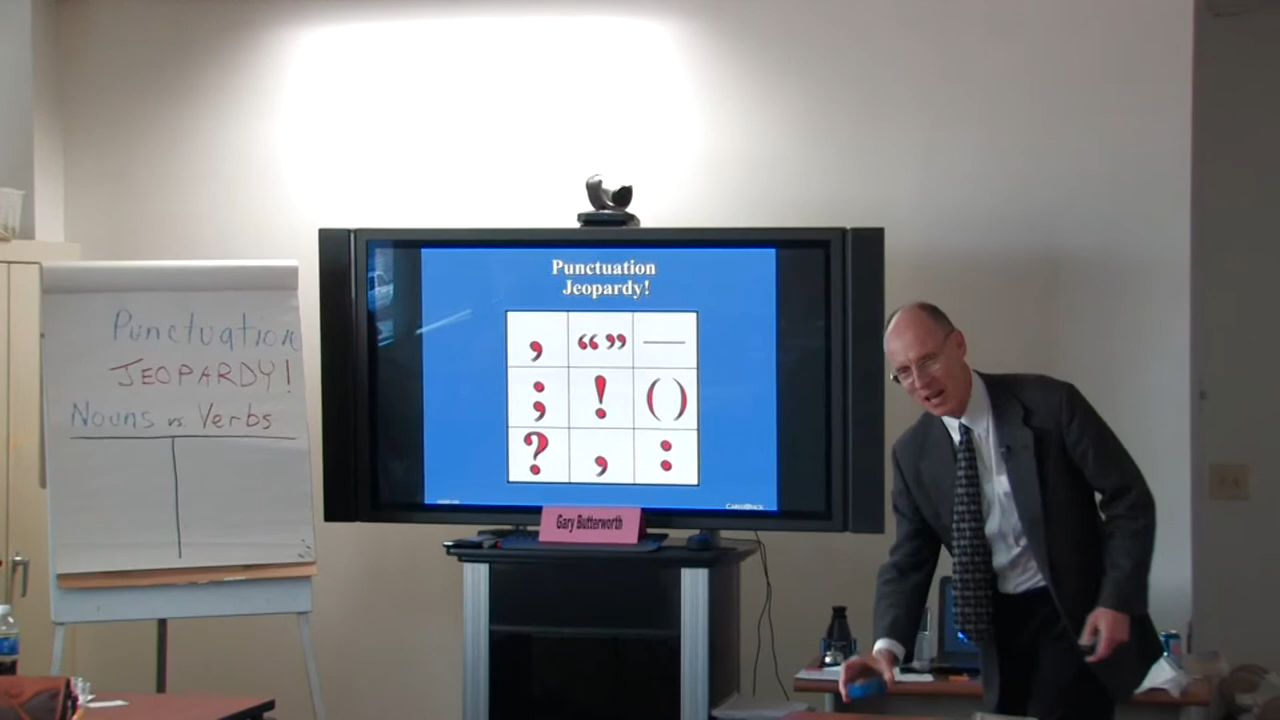 Punctuation
JEOPARDY!
Nouns vs. Verbs
Punctuation
Jeopardy!
, “ ” —
; ! ( )
? , :
Gary Butterworth